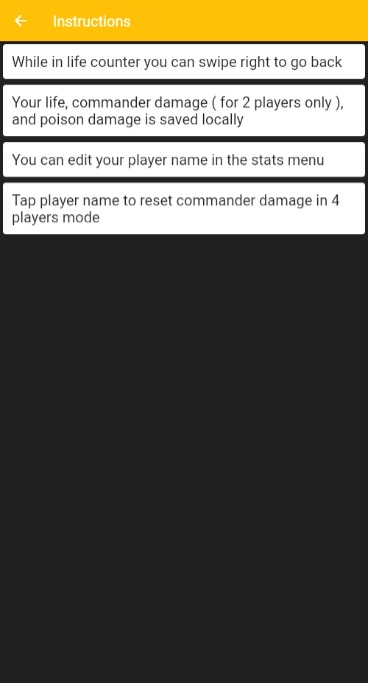 Instructions
While in life counter you can swipe right to go back
Your life, commander damage ( for 2 players only ),
and poison damage is saved locally
You can edit your player name in the stats menu
Tap player name to reset commander damage in 4
players mode